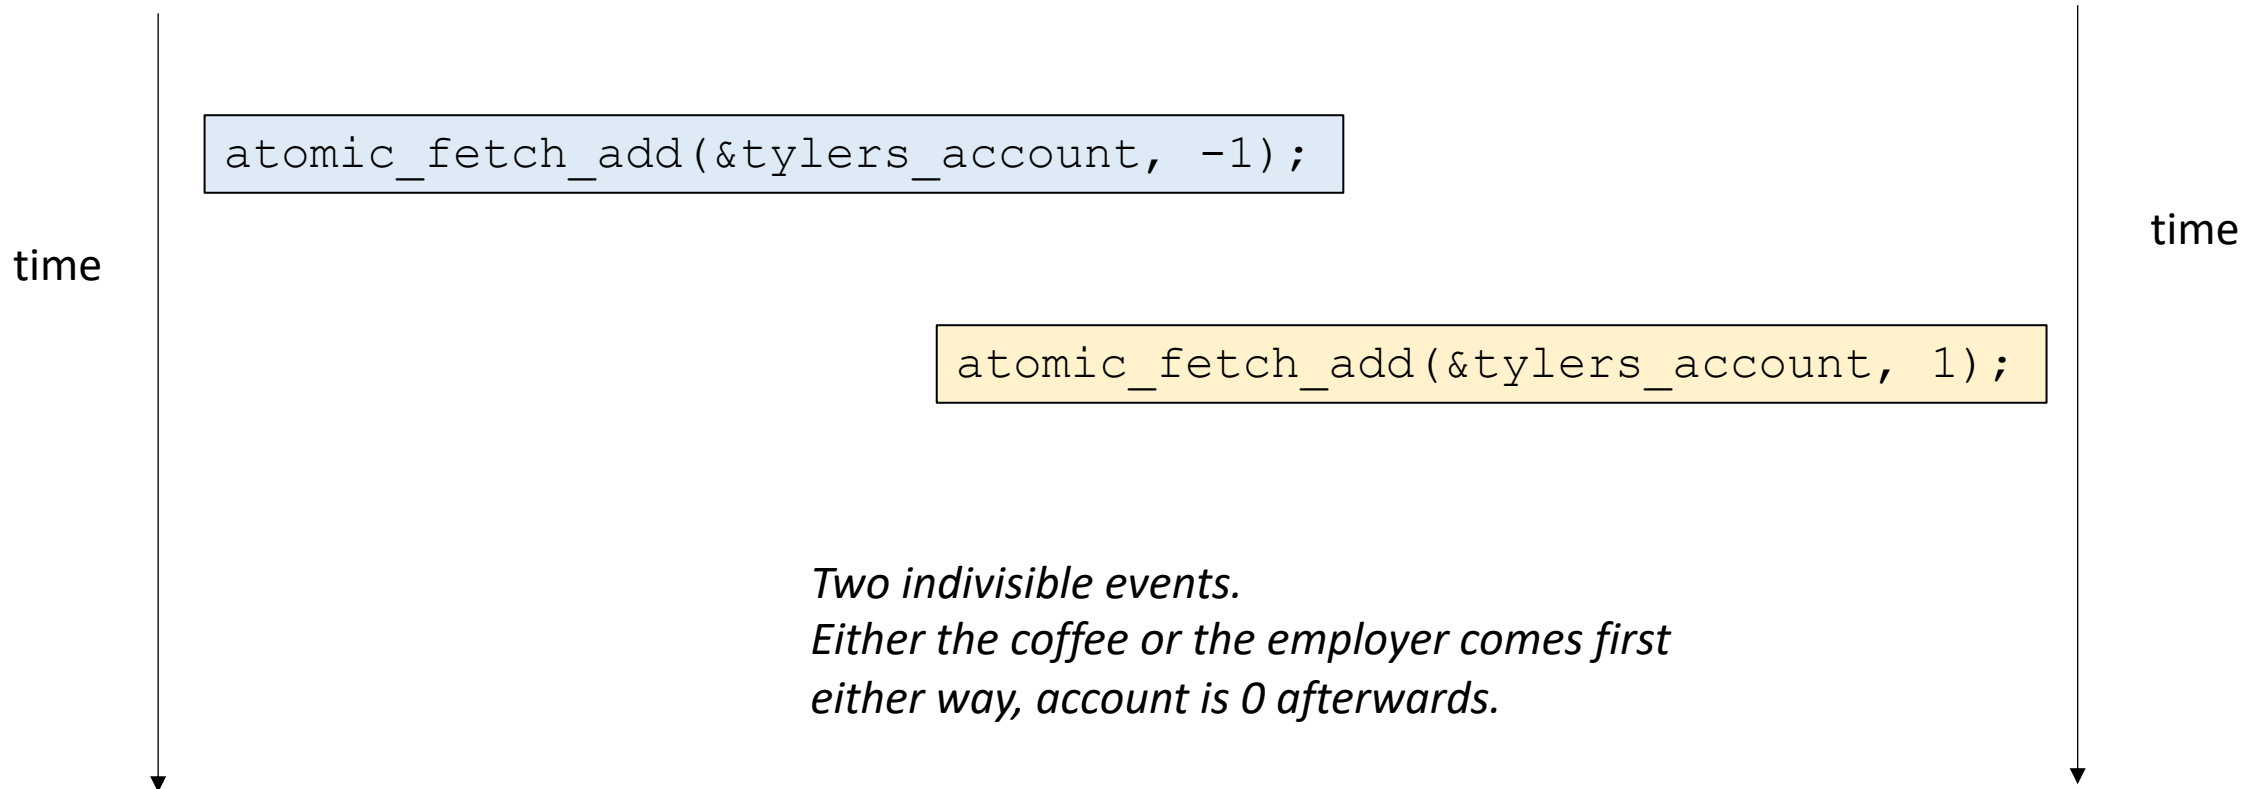 atomic_fetch_add(&tylers_account, -1);
time
time
atomic_fetch_add(&tylers_account, 1);
Two indivisible events.
Either the coffee or the employer comes first
either way, account is 0 afterwards.